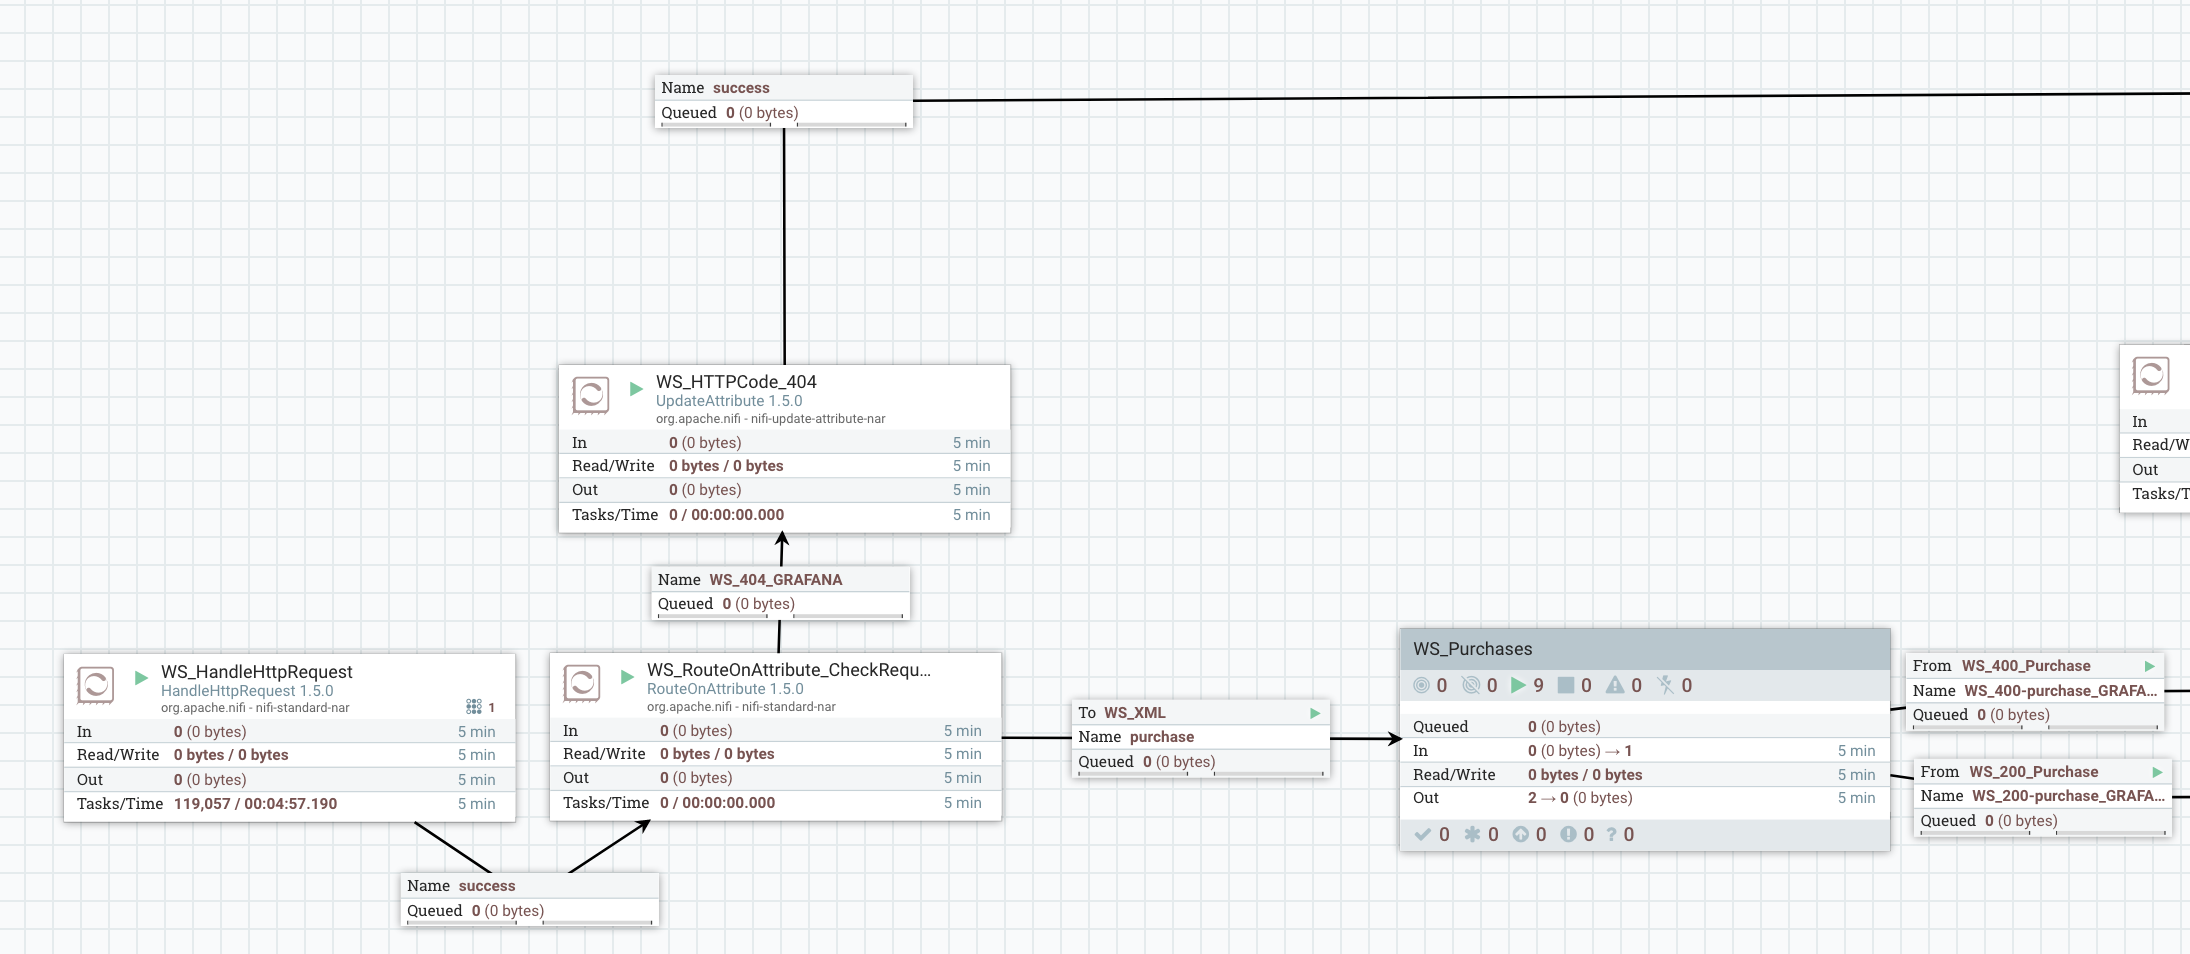 Name success
Queued 0 (0 bytes)
WS_HTTPCode_404
UpdateAttribute 1.5.0
org.apache.nifi - nifi-update-attribute-nar
In 0 (0 bytes) 5 min
Read/Write 0 bytes / 0 bytes 5 min
Out 0 (0 bytes) 5 min
Tasks/Time 0 / 00:00:00.000 5 min
In
Read/W
Out
Tasks/T
Name WS_404_GRAFANA
Queued 0 (0 bytes)
WS_HandleHttpRequest
HandleHttpRequest 1.5.0
org.apache.nifi - nifi-standard-nar
1
In 0 (0 bytes) 5 min
Read/Write 0 bytes / 0 bytes 5 min
Out 0 (0 bytes) 5 min
Tasks/Time 119,057 / 00:04:57.190 5 min
WS_RouteOnAttribute_CheckRequ...
RouteOnAttribute 1.5.0
org.apache.nifi - nifi-standard-nar
In 0 (0 bytes) 5 min
Read/Write 0 bytes / 0 bytes 5 min
Out 0 (0 bytes) 5 min
Tasks/Time 0 / 00:00:00.000 5 min
Name success
Queued 0 (0 bytes)
To WS_XML
Name purchase
Queued 0 (0 bytes)
WS_Purchases
0 0 9 0 0 0
Queued 0 (0 bytes)
In 0 (0 bytes) → 1 5 min
Read/Write 0 bytes / 0 bytes 5 min
Out 2 → 0 (0 bytes) 5 min
0 0 0 0 ? 0
From WS_400_Purchase
Name WS_400-purchase_GRAFA...
Queued 0 (0 bytes)
From WS_200_Purchase
Name WS_200-purchase_GRAFA...
Queued 0 (0 bytes)